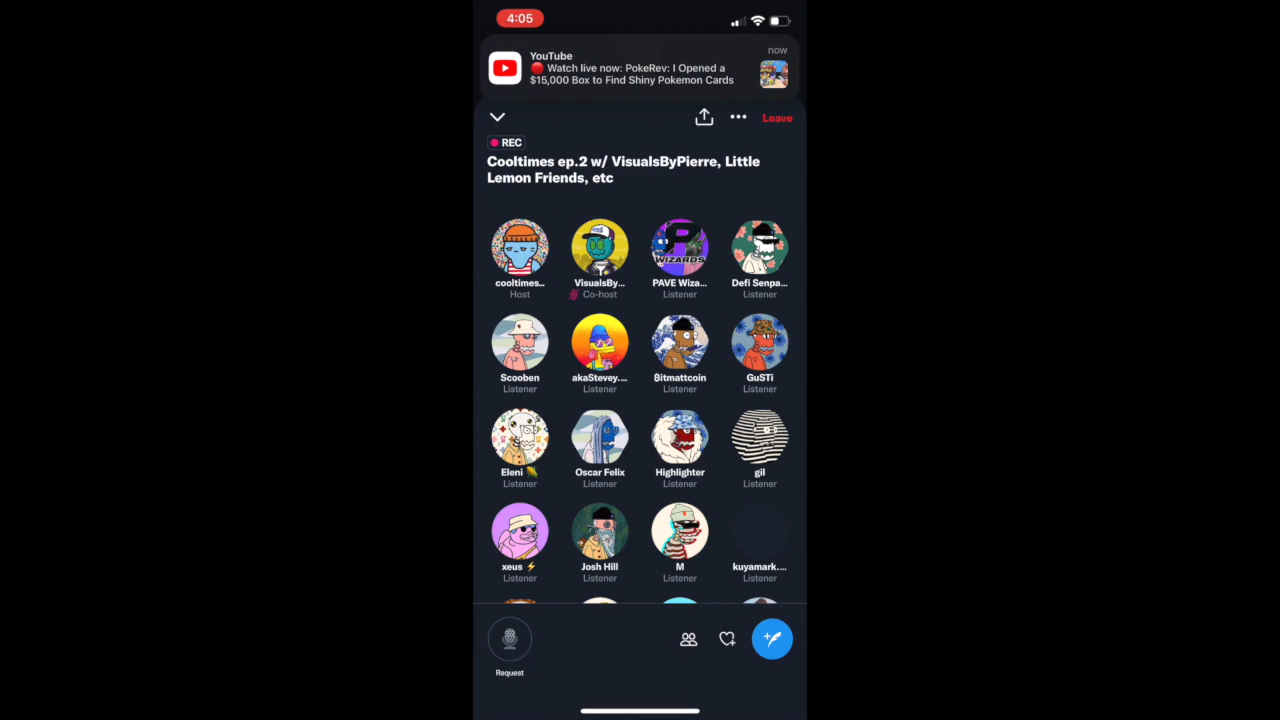 4:05
YouTube
now
🔴 Watch live now: PokeRev: I Opened a
$15,000 Box to Find Shiny Pokemon Cards
Leave
REC
Cooltimes ep.2 w/ VisualsByPierre, Little
Lemon Friends, etc
P
WIZARDS
cooltimes.. VisualsBy... PAVE Wiza... Defi Senpa...
Host Co-host Listener Listener
Scooben akaStevey.... ₿itmattcoin GuSTi
Listener Listener Listener Listener
Eleni 🌽 Oscar Felix Highlighter gil
Listener Listener Listener Listener
xeus ⚡ Josh Hill M kuyamark....
Listener Listener Listener Listener
Request